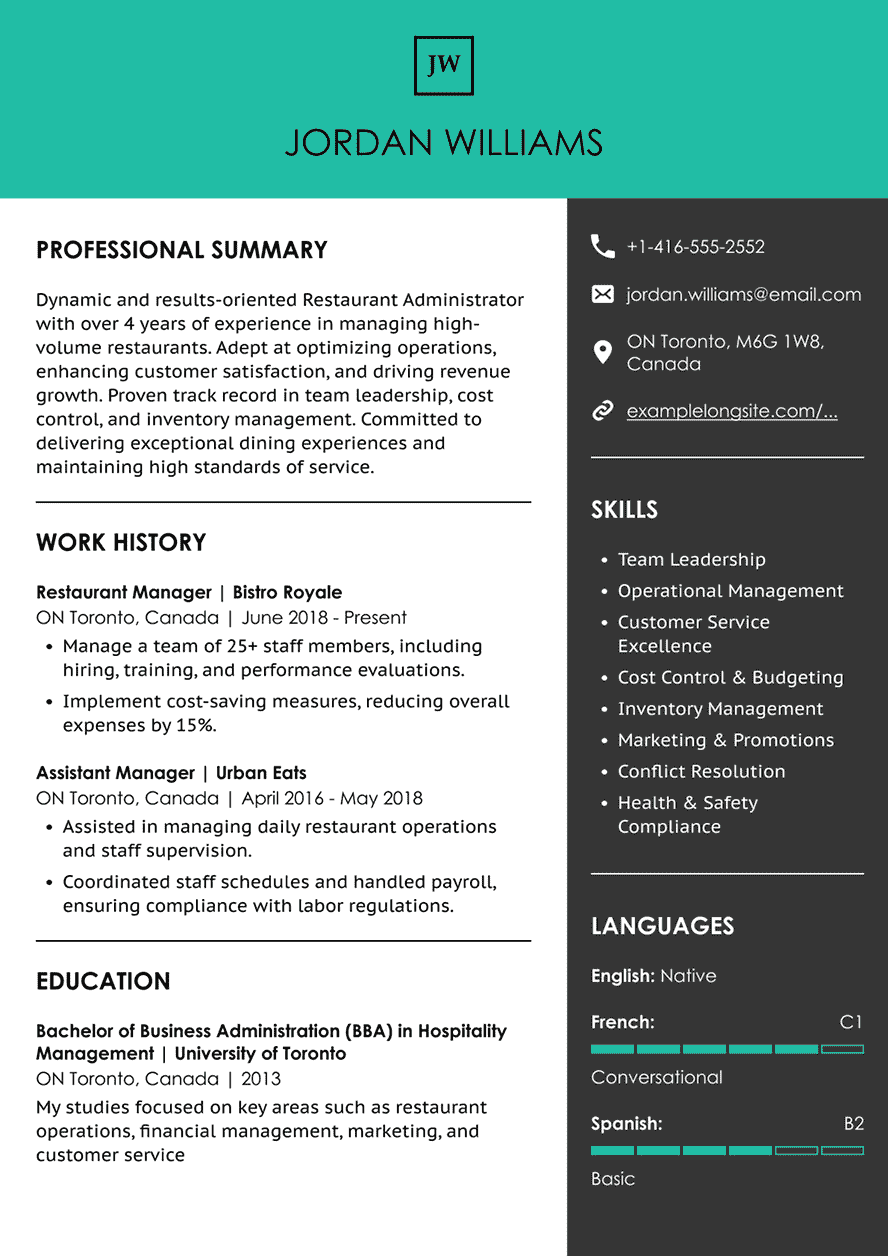 JW
JORDAN WILLIAMS
PROFESSIONAL SUMMARY
Dynamic and results-oriented Restaurant Administrator
with over 4 years of experience in managing high-
volume restaurants. Adept at optimizing operations,
enhancing customer satisfaction, and driving revenue
growth. Proven track record in team leadership, cost
control, and inventory management. Committed to
delivering exceptional dining experiences and
maintaining high standards of service.
WORK HISTORY
Restaurant Manager | Bistro Royale
ON Toronto, Canada | June 2018 - Present
• Manage a team of 25+ staff members, including
hiring, training, and performance evaluations.
• Implement cost-saving measures, reducing overall
expenses by 15%.
Assistant Manager | Urban Eats
ON Toronto, Canada | April 2016 - May 2018
• Assisted in managing daily restaurant operations
and staff supervision.
• Coordinated staff schedules and handled payroll,
ensuring compliance with labor regulations.
EDUCATION
Bachelor of Business Administration (BBA) in Hospitality
Management | University of Toronto
ON Toronto, Canada | 2013
My studies focused on key areas such as restaurant
operations, financial management, marketing, and
customer service
+1-416-555-2552
jordan.williams@email.com
ON Toronto, M6G 1W8,
Canada
examplelongsite.com/...
SKILLS
• Team Leadership
• Operational Management
• Customer Service
Excellence
• Cost Control & Budgeting
• Inventory Management
• Marketing & Promotions
• Conflict Resolution
• Health & Safety
Compliance
LANGUAGES
English: Native
French: C1
Conversational
Spanish: B2
Basic